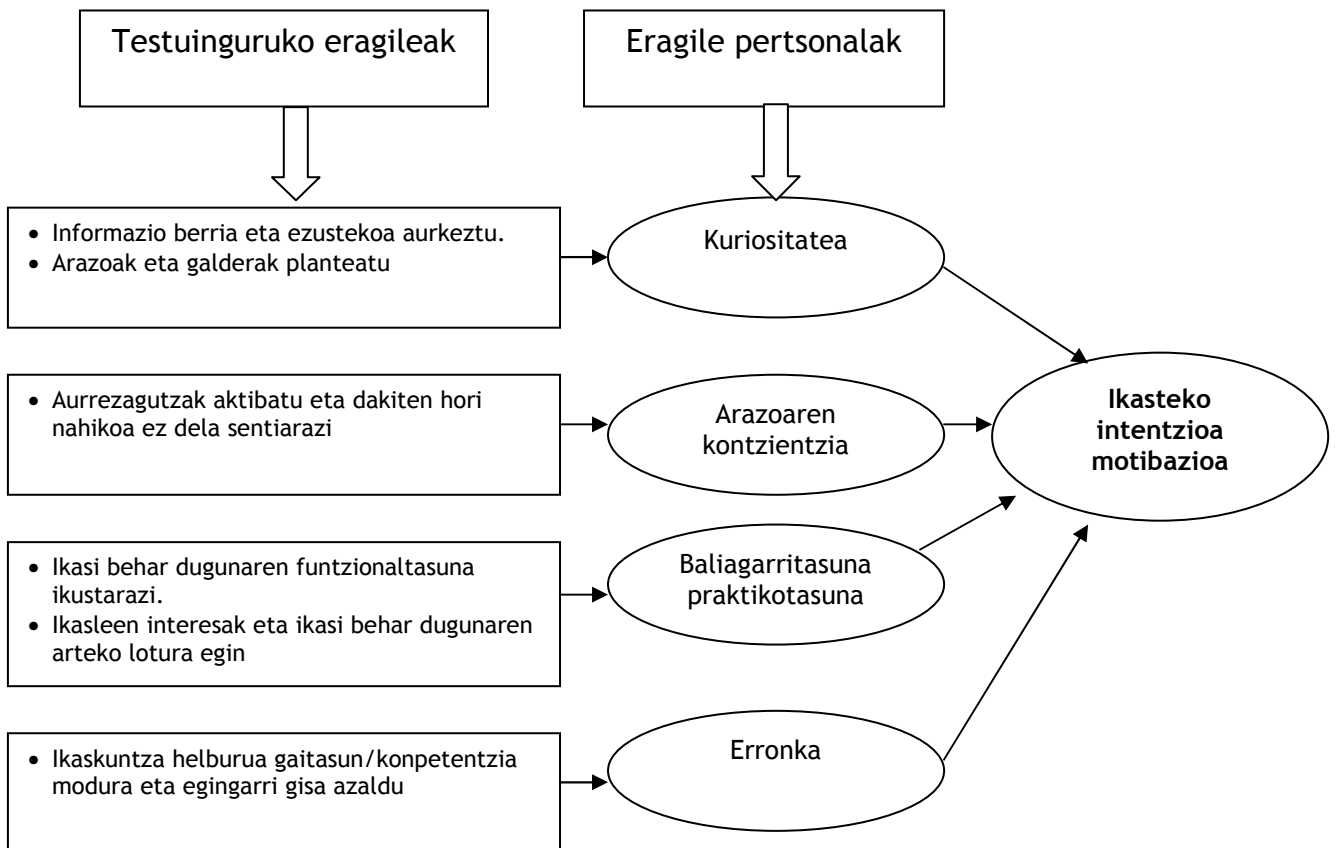 Testuinguruko eragileak
Eragile pertsonalak
• Informazio berria eta ezustekoa aurkeztu.
• Arazoak eta galderak planteatu
Kuriositatea
• Aurrezagutzak aktibatu eta dakiten hori
nahikoa ez dela sentiarazi
Arazoaren
kontzientzia
Ikasteko
intentzioa
motibazioa
• Ikasi behar dugunaren funtzionaltasuna
ikustarazi.
• Ikasleen interesak eta ikasi behar dugunaren
arteko lotura egin
Baliagarritasuna
praktikotasuna
• Ikaskuntza helburua gaitasun/konpetentzia
modura eta egingarri gisa azaldu
Erronka